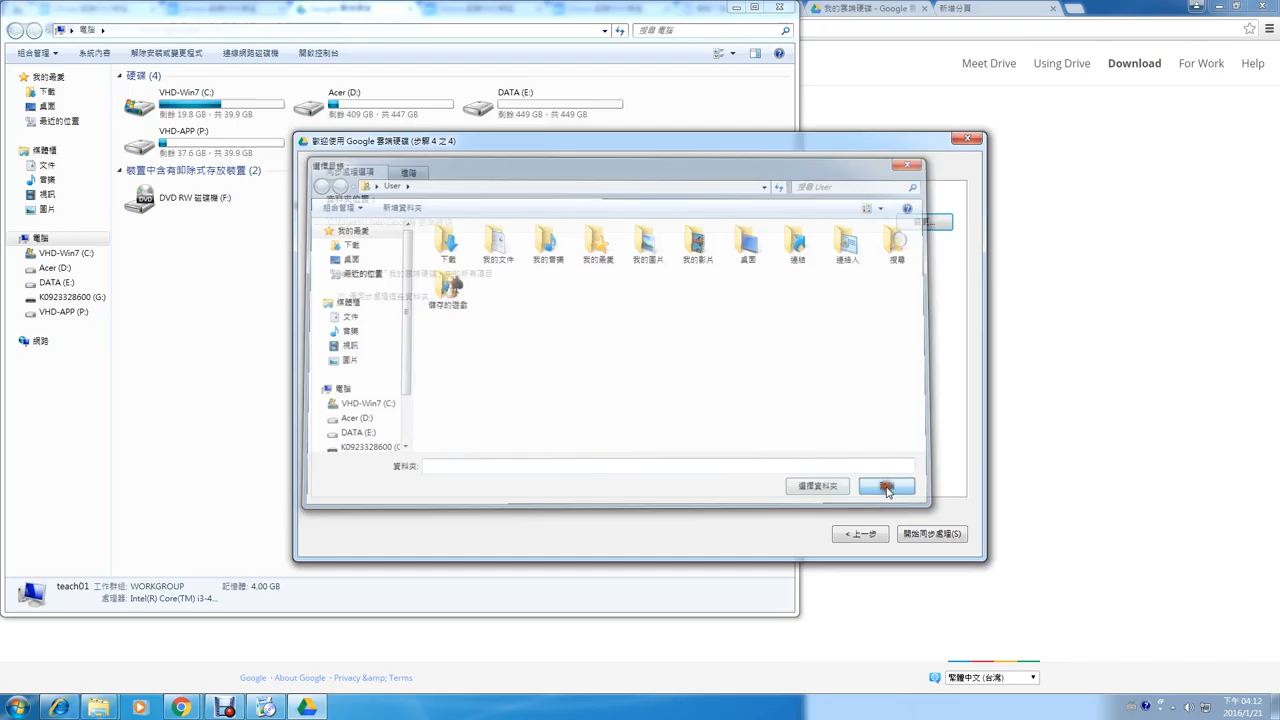 我的雲端硬碟 - Google 雲
新增分頁
電腦
搜尋 電腦
組合管理
系統內容
解除安裝或變更程式
連線網路磁碟機
開啟控制台
Meet Drive
Using Drive
Download
For Work
Help
我的最愛
下載
桌面
最近的位置
媒體櫃
文件
音樂
視訊
圖片
電腦
VHD-Win7 (C:)
Acer (D:)
DATA (E:)
K0923328600 (G:)
VHD-APP (P:)
網路
硬碟 (4)
VHD-Win7 (C:)
剩餘 19.8 GB，共 39.9 GB
Acer (D:)
剩餘 409 GB，共 447 GB
DATA (E:)
剩餘 449 GB，共 449 GB
VHD-APP (P:)
剩餘 37.6 GB，共 39.9 GB
裝置中含有卸除式存放裝置 (2)
DVD RW 磁碟機 (F:)
歡迎使用 Google 雲端硬碟 (步驟 4 之 4)
選擇目錄
同步處理選項
進階
User
搜尋 User
資料夾位置：
組合管理
新增資料夾
我的最愛
下載
桌面
最近的位置
媒體櫃
文件
音樂
視訊
圖片
電腦
VHD-Win7 (C:)
Acer (D:)
DATA (E:)
K0923328600 (G
下載
我的文件
我的音樂
我的最愛
我的圖片
我的影片
桌面
連結
連絡人
搜尋
儲存的遊戲
資料夾:
選擇資料夾
< 上一步
開始同步處理(S)
teach01 工作群組: WORKGROUP 記憶體: 4.00 GB
處理器: Intel(R) Core(TM) i3-4...
Google · About Google · Privacy &amp; Terms
繁體中文 (台灣)
下午 04:12
2016/1/21